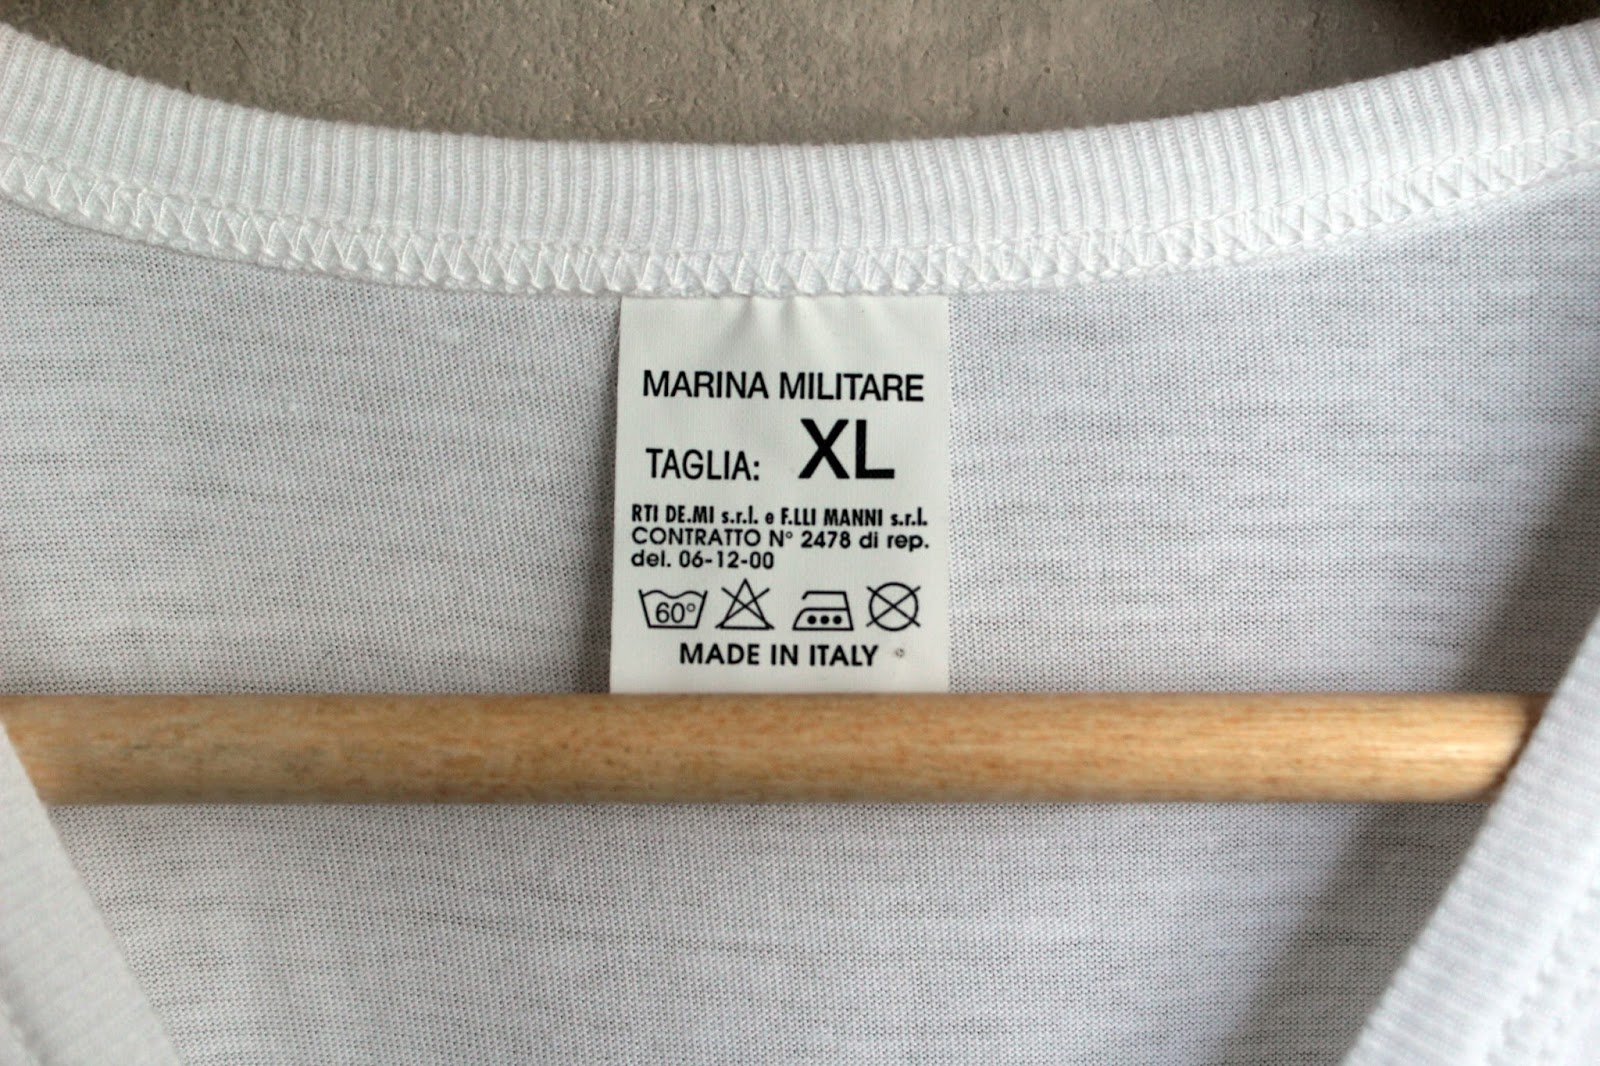 MARINA MILITARE
TAGLIA: XL
RTI DE.MI s.r.l. e F.LLI MANNI s.r.l.
CONTRATTO N° 2478 di rep.
del. 06-12-00
60°
MADE IN ITALY